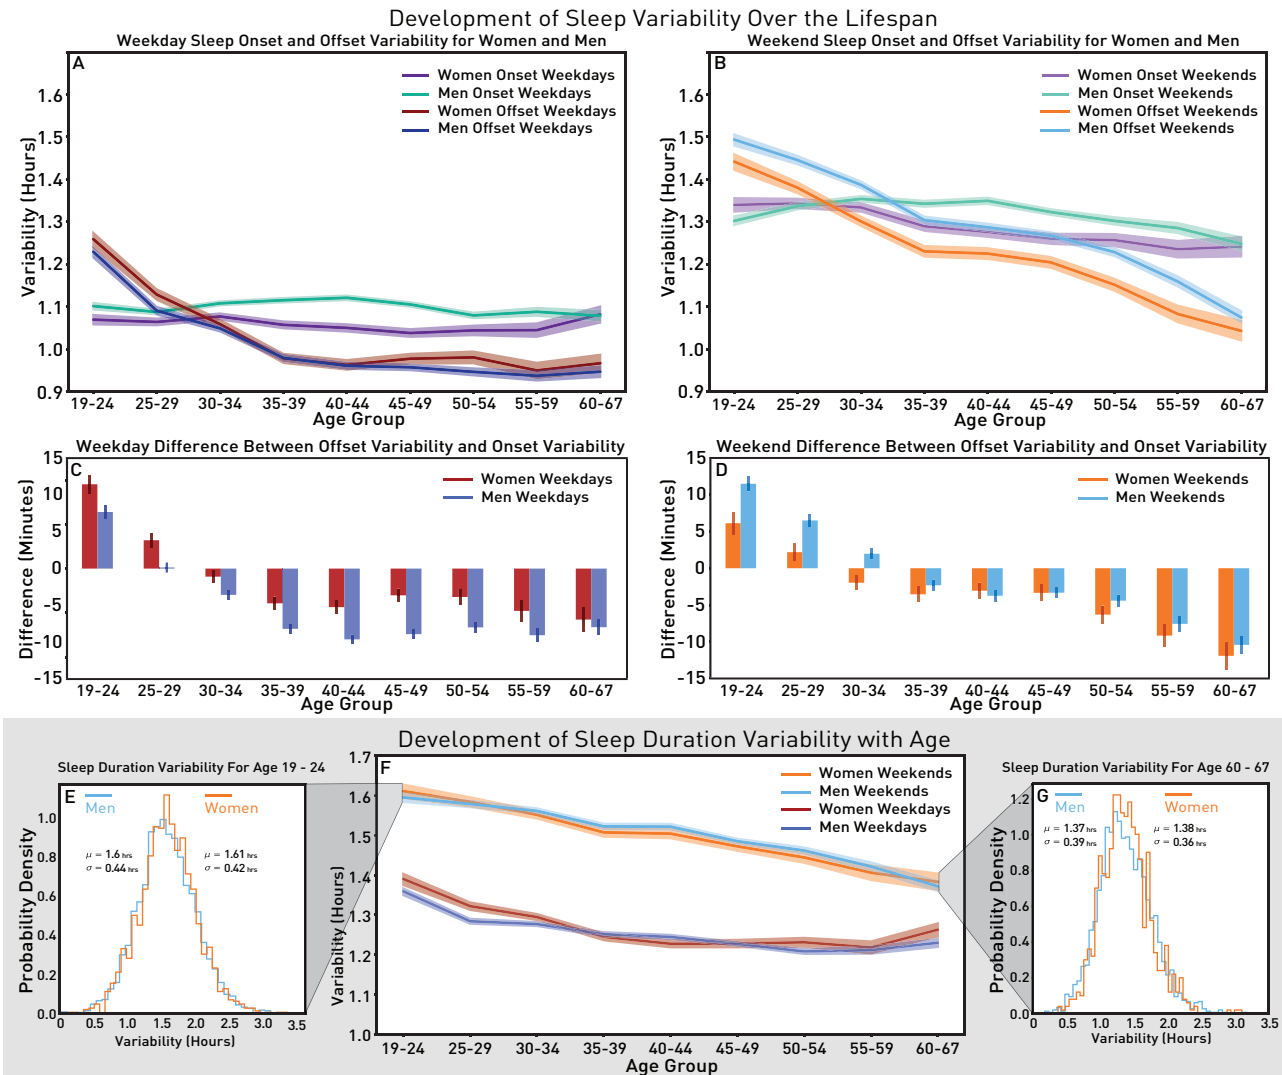 Development of Sleep Variability Over the Lifespan
Weekday Sleep Onset and Offset Variability for Women and Men
A
Women Onset Weekdays
Men Onset Weekdays
Women Offset Weekdays
Men Offset Weekdays
Variability (Hours)
1.6
1.5
1.4
1.3
1.2
1.1
1.0
0.9
19-24 25-29 30-34 35-39 40-44 45-49 50-54 55-59 60-67
Age Group
Weekend Sleep Onset and Offset Variability for Women and Men
B
Women Onset Weekends
Men Onset Weekends
Women Offset Weekends
Men Offset Weekends
Variability (Hours)
1.6
1.5
1.4
1.3
1.2
1.1
1.0
0.9
19-24 25-29 30-34 35-39 40-44 45-49 50-54 55-59 60-67
Age Group
Weekday Difference Between Offset Variability and Onset Variability
C
Women Weekdays
Men Weekdays
Difference (Minutes)
15
10
5
0
-5
-10
-15
19-24 25-29 30-34 35-39 40-44 45-49 50-54 55-59 60-67
Age Group
Weekend Difference Between Offset Variability and Onset Variability
D
Women Weekends
Men Weekends
Difference (Minutes)
15
10
5
0
-5
-10
-15
19-24 25-29 30-34 35-39 40-44 45-49 50-54 55-59 60-67
Age Group
Development of Sleep Duration Variability with Age
Sleep Duration Variability For Age 19 - 24
E
Men
Women
μ = 1.6 hrs
σ = 0.44 hrs
μ = 1.61 hrs
σ = 0.42 hrs
Probability Density
1.0
0.8
0.6
0.4
0.2
0.0
0 0.5 1.0 1.5 2.0 2.5 3.0 3.5
Variability (Hours)
F
Women Weekends
Men Weekends
Women Weekdays
Men Weekdays
Variability (Hours)
1.7
1.6
1.5
1.4
1.3
1.2
1.1
1.0
19-24 25-29 30-34 35-39 40-44 45-49 50-54 55-59 60-67
Age Group
Sleep Duration Variability For Age 60 - 67
G
Men
Women
μ = 1.37 hrs
σ = 0.39 hrs
μ = 1.38 hrs
σ = 0.36 hrs
Probability Density
1.2
1.0
0.8
0.6
0.4
0.2
0.0
0 0.5 1.0 1.5 2.0 2.5 3.0 3.5
Variability (Hours)